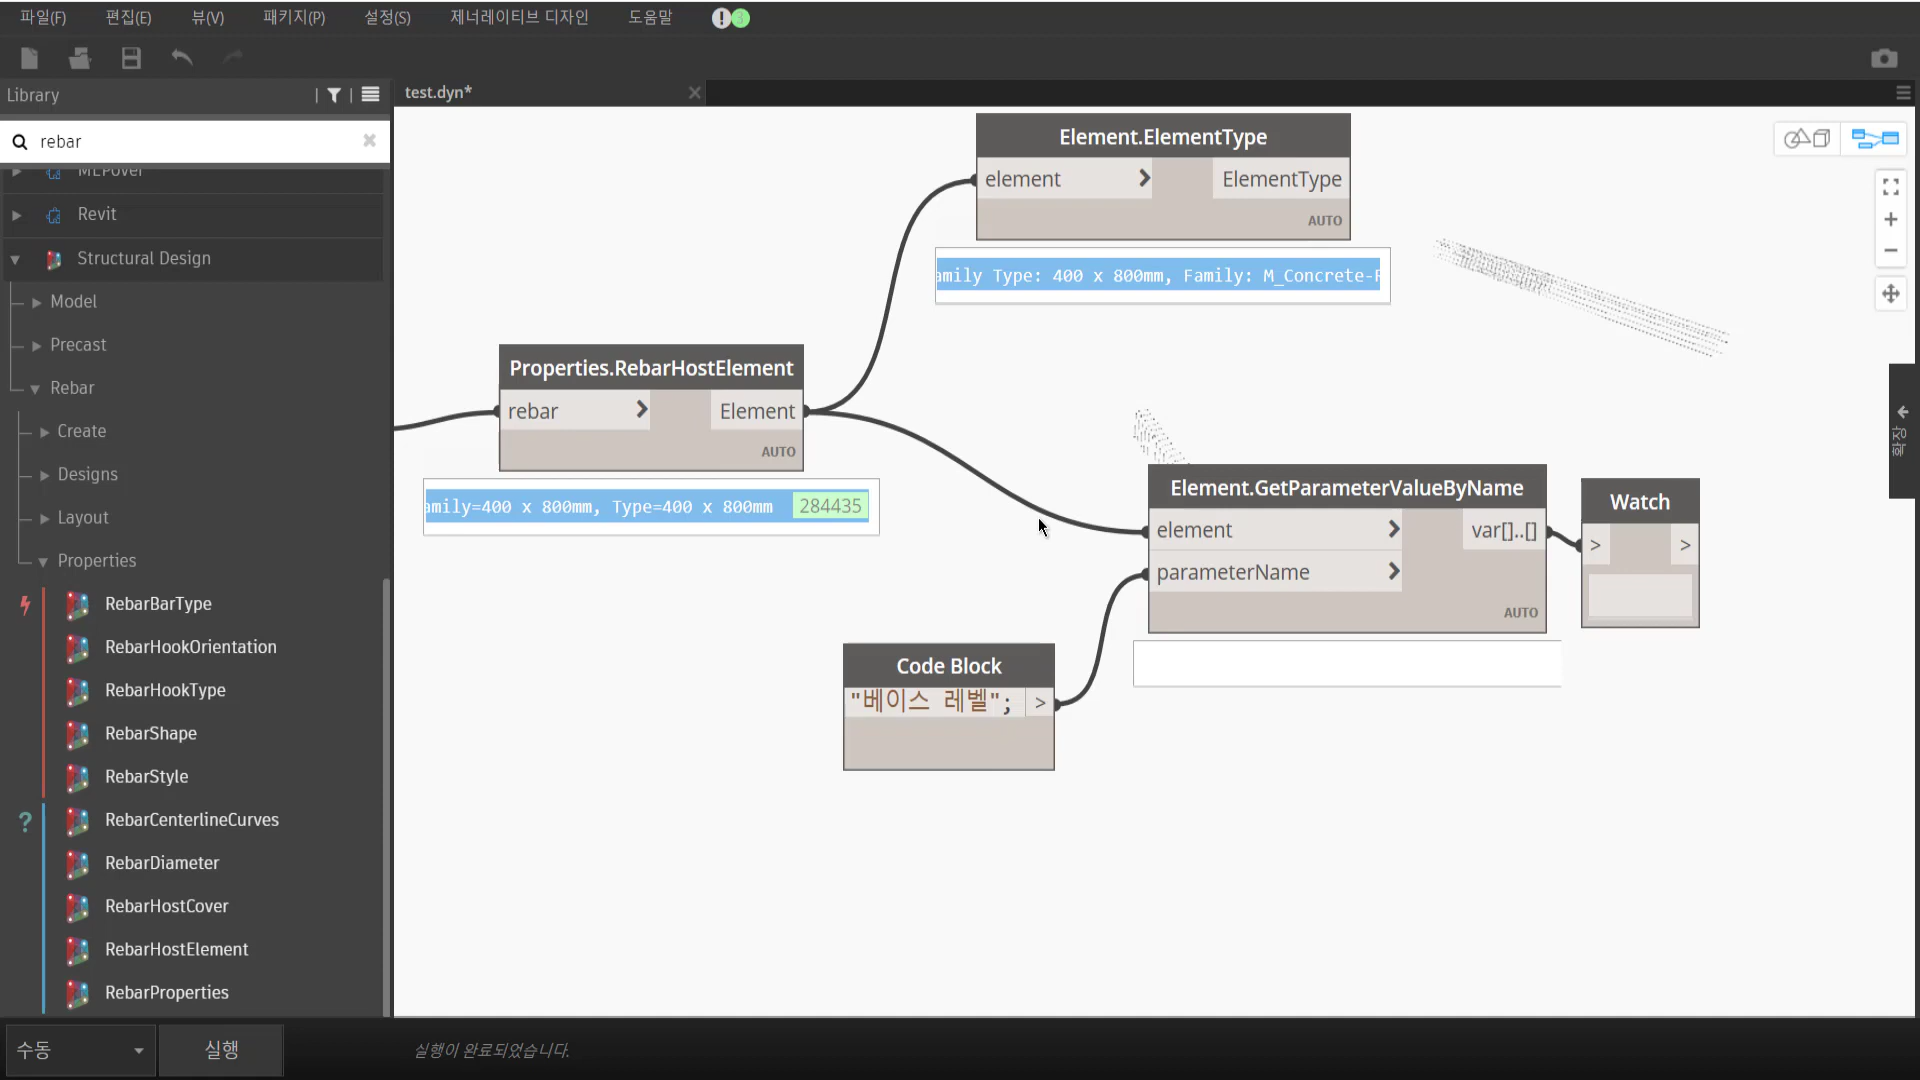 파일(F) 편집(E) 뷰(V) 패키지(P) 설정(S) 제너레이티브 디자인 도움말
Library
test.dyn*
rebar
MEPover
Revit
Structural Design
Model
Precast
Rebar
Create
Designs
Layout
Properties
RebarBarType
RebarHookOrientation
RebarHookType
RebarShape
RebarStyle
RebarCenterlineCurves
RebarDiameter
RebarHostCover
RebarHostElement
RebarProperties
Element.ElementType
element > ElementType
AUTO
amily Type: 400 x 800mm, Family: M_Concrete-R
Properties.RebarHostElement
rebar > Element
AUTO
amily=400 x 800mm, Type=400 x 800mm 284435
Element.GetParameterValueByName
element > var[]..[]
parameterName >
AUTO
Watch
> >
Code Block
"베이스 레벨"; >
확장
수동 실행 실행이 완료되었습니다.